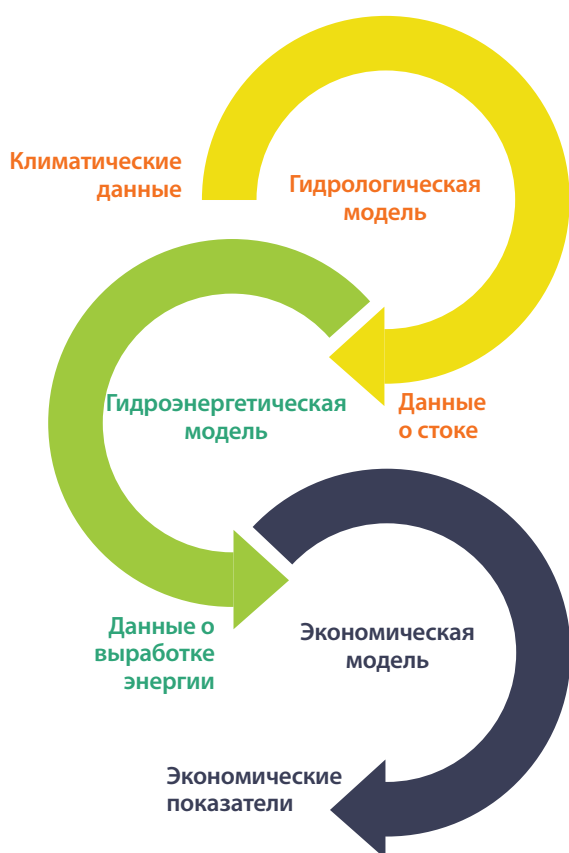 Климатические
данные
Гидрологическая
модель
Данные
о стоке
Гидроэнергетическая
модель
Данные о
выработке
энергии
Экономическая
модель
Экономические
показатели